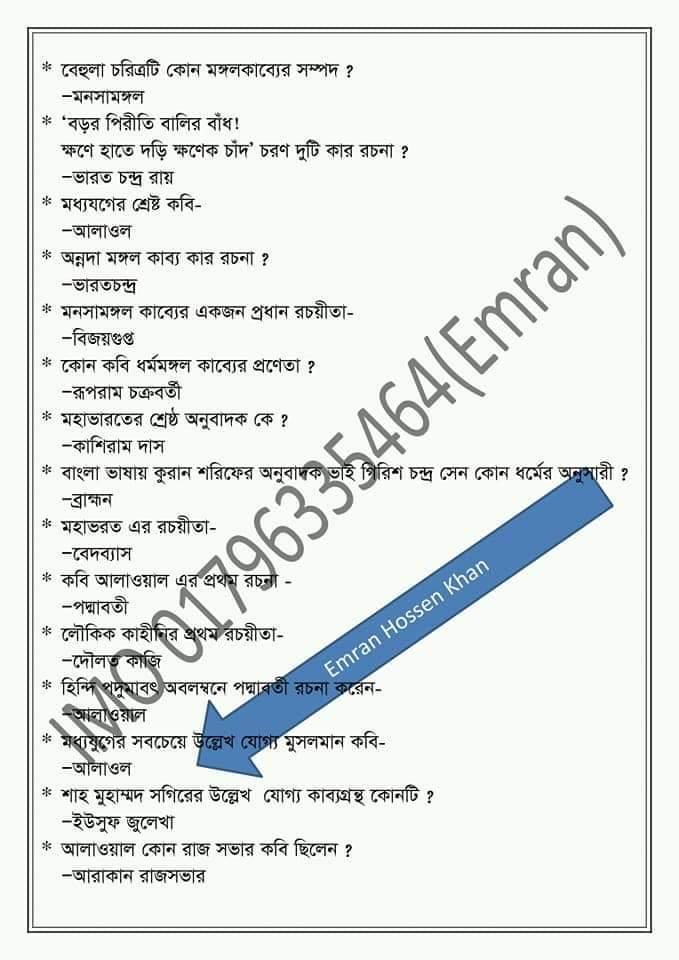 * বেহুলা চরিত্রটি কোন মঙ্গলকাব্যের সম্পদ ?
–মনসামঙ্গল
* ‘বড়র পিরীতি বালির বাঁধ!
ক্ষণে হাতে দড়ি ক্ষণেক চাঁদ’ চরণ দুটি কার রচনা ?
–ভারত চন্দ্র রায়
* মধ্যযগের শ্রেষ্ট কবি-
–আলাওল
* অন্নদা মঙ্গল কাব্য কার রচনা ?
–ভারতচন্দ্র
* মনসামঙ্গল কাব্যের একজন প্রধান রচয়ীতা-
–বিজয়গুপ্ত
* কোন কবি ধর্মমঙ্গল কাব্যের প্রণেতা ?
–রূপরাম চক্রবর্তী
* মহাভারতের শ্রেষ্ঠ অনুবাদক কে ?
–কাশিরাম দাস
* বাংলা ভাষায় কুরান শরিফের অনুবাদক ভাই গিরিশ চন্দ্র সেন কোন ধর্মের অনুসারী ?
–ব্রাহ্মন
* মহাভরত এর রচয়ীতা-
–বেদব্যাস
* কবি আলাওয়াল এর প্রথম রচনা -
–পদ্মাবতী
* লৌকিক কাহীনির প্রথম রচয়ীতা-
–দৌলত কাজি
* হিন্দি পদুমাবৎ অবলম্বনে পদ্মাবতী রচনা করেন-
–আলাওয়াল
* মধ্যযুগের সবচেয়ে উল্লেখ যোগ্য মুসলমান কবি-
–আলাওল
* শাহ মুহাম্মদ সগিরের উল্লেখ যোগ্য কাব্যগ্রন্থ কোনটি ?
–ইউসুফ জুলেখা
* আলাওয়াল কোন রাজ সভার কবি ছিলেন ?
–আরাকান রাজসভার
IMO 01796335464(Emran)
Emran Hossen Khan